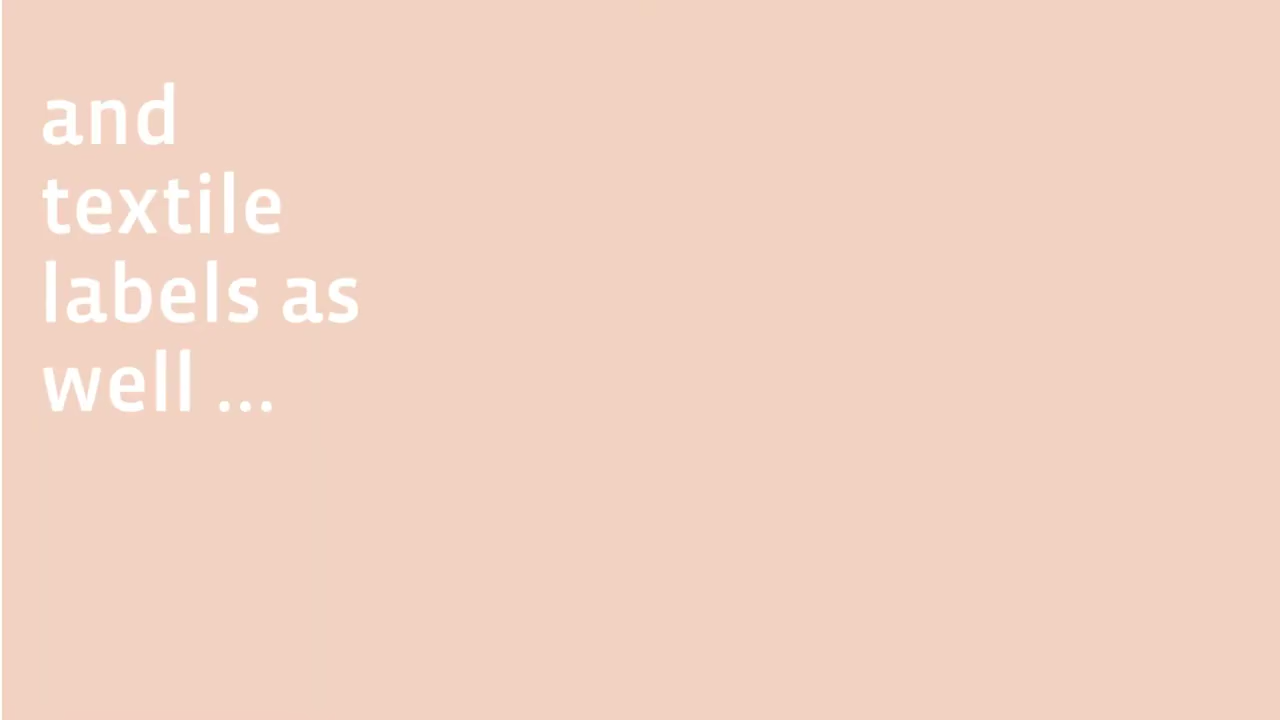 and
textile
labels as
well ...